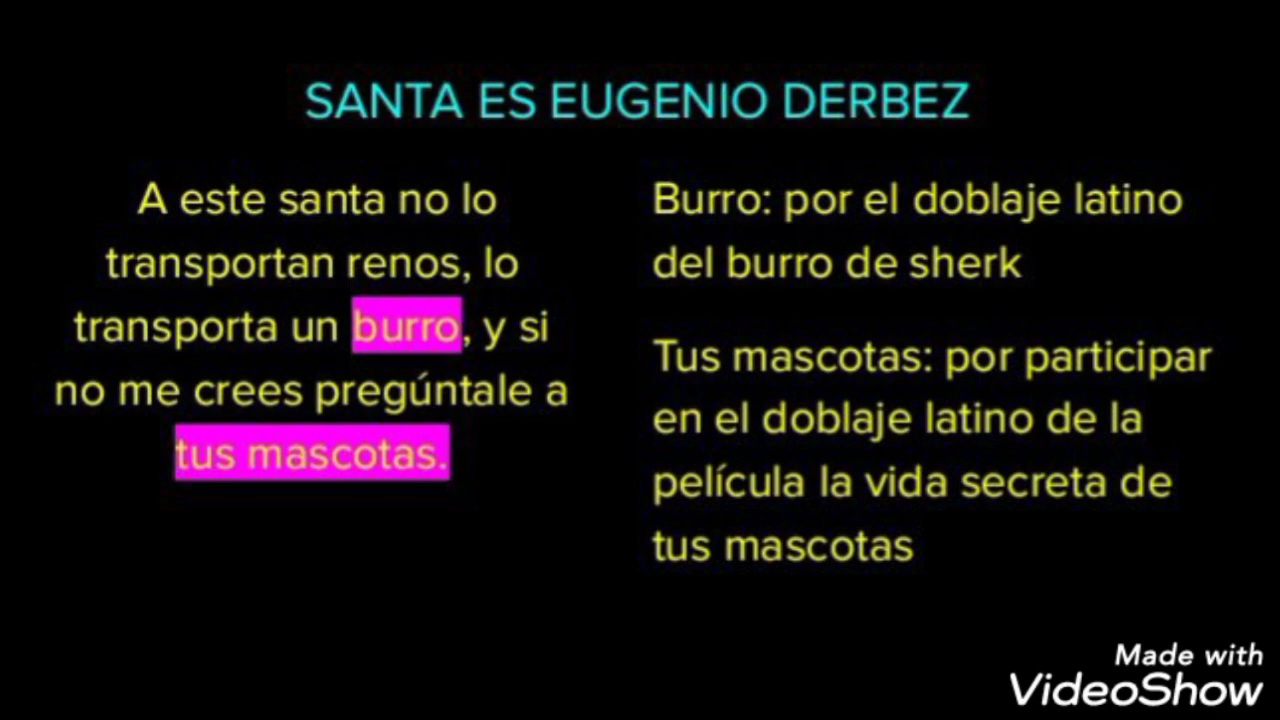 SANTA ES EUGENIO DERBEZ
A este santa no lo
transportan renos, lo
transporta un burro, y si
no me crees pregúntale a
tus mascotas.
Burro: por el doblaje latino
del burro de sherk
Tus mascotas: por participar
en el doblaje latino de la
película la vida secreta de
tus mascotas
Made with
VideoShow